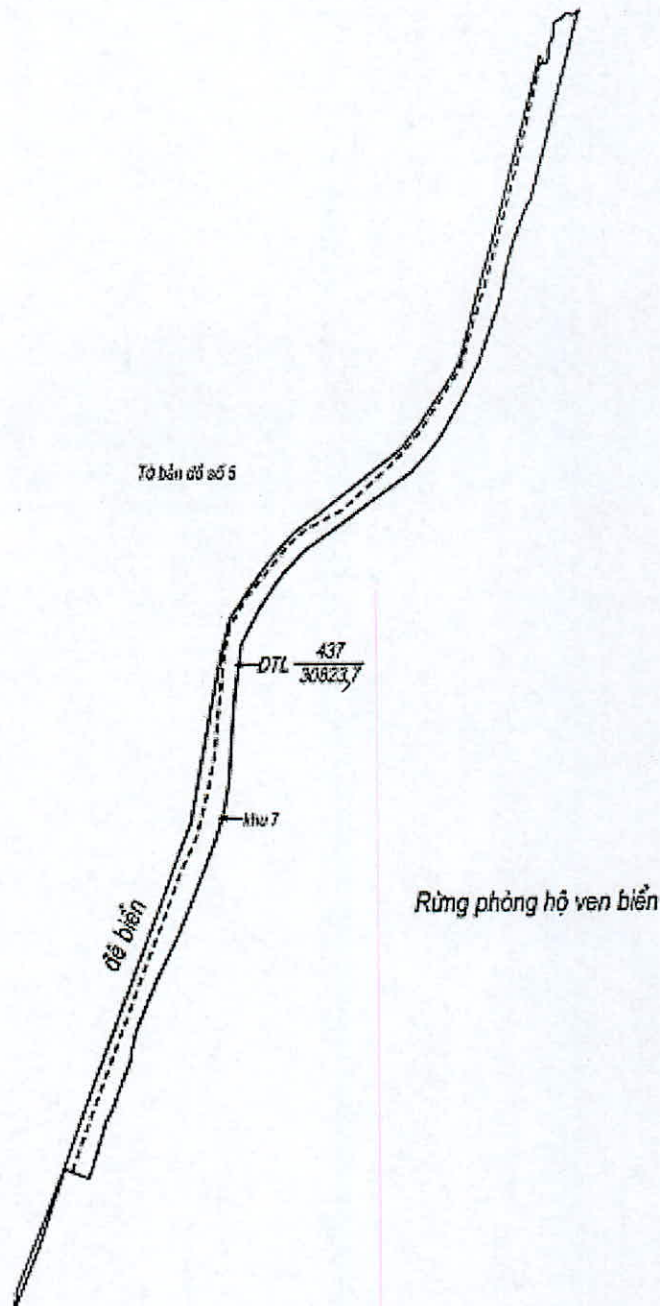 Tờ bản đồ số 5
DTL 437
30823,7
khu 7
đê biển
Rừng phòng hộ ven biển